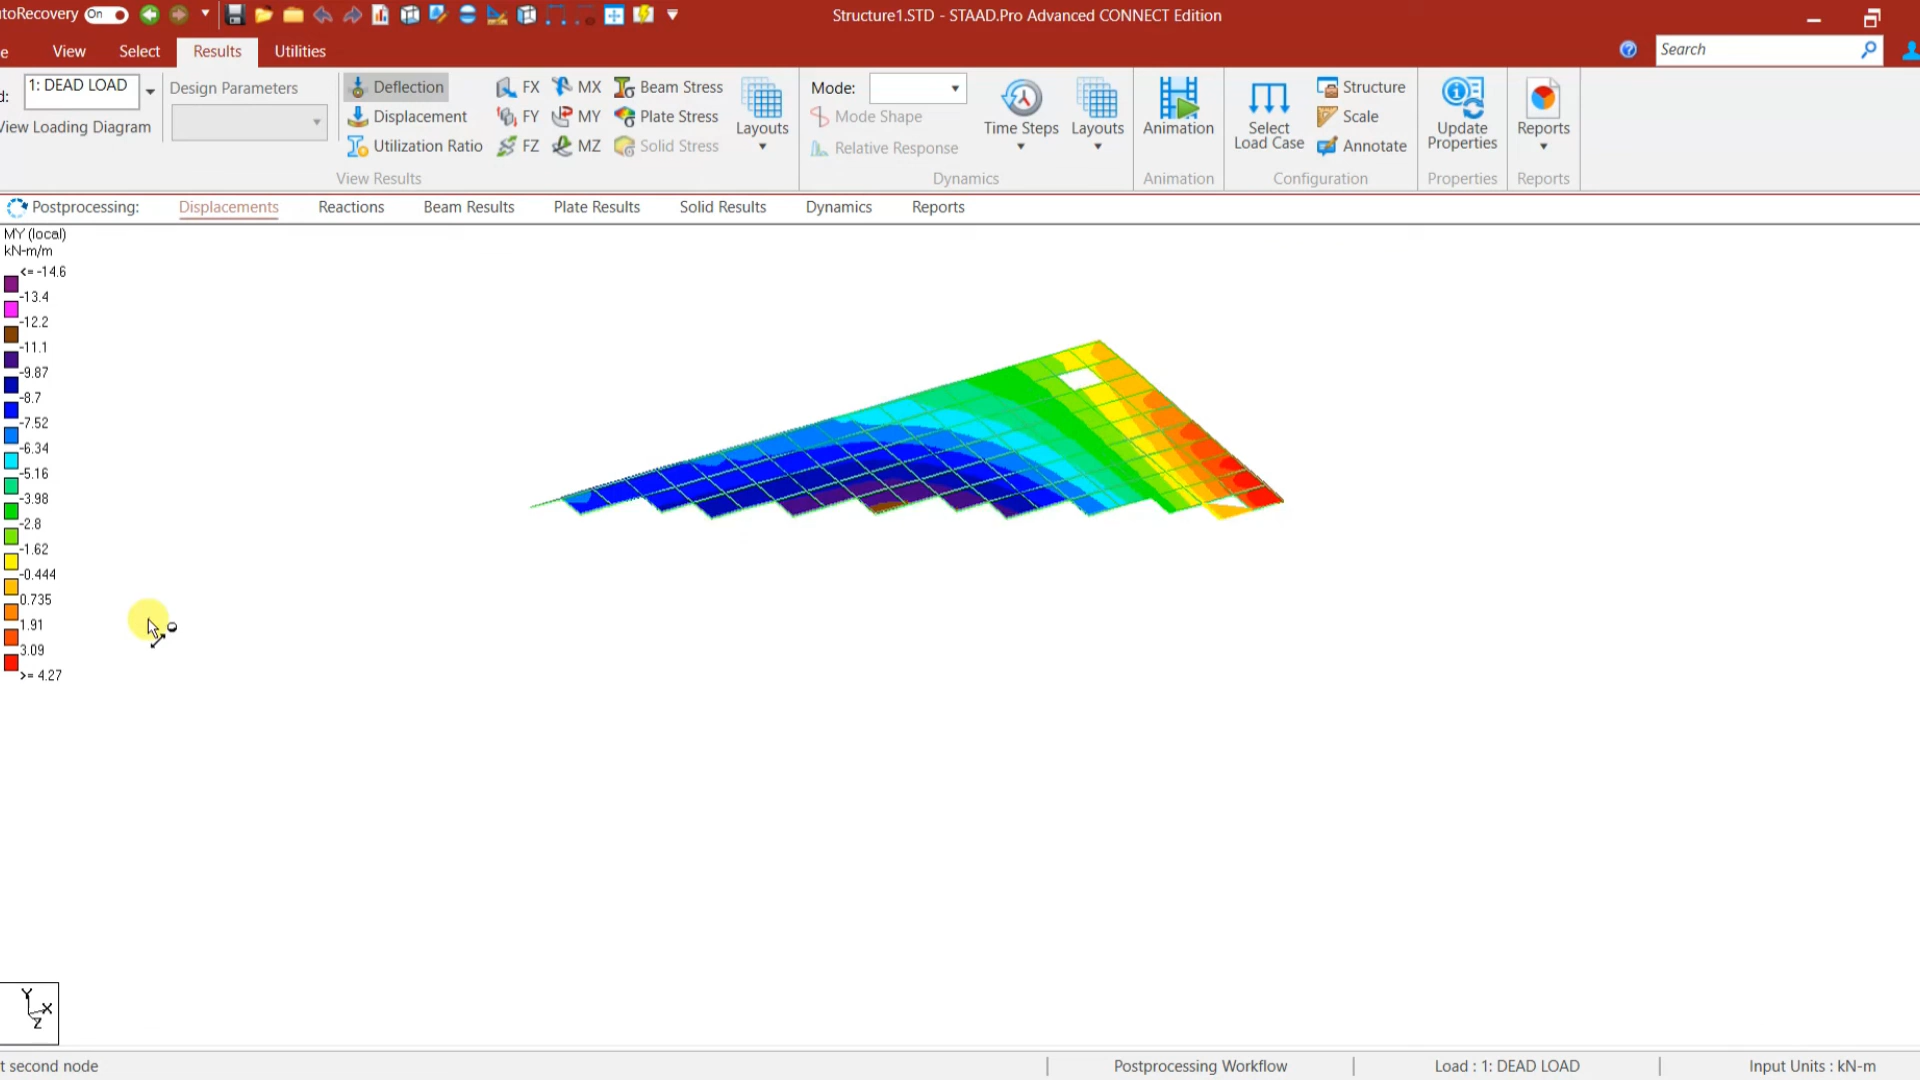 utoRecovery On Structure1.STD - STAAD.Pro Advanced CONNECT Edition
e View Select Results Utilities Search
d: 1: DEAD LOAD Design Parameters
View Loading Diagram
Deflection FX MX Beam Stress
Displacement FY MY Plate Stress
Utilization Ratio FZ MZ Solid Stress
Layouts
View Results
Mode:
Mode Shape
Relative Response
Time Steps
Layouts
Dynamics
Animation
Animation
Select
Load Case
Structure
Scale
Annotate
Configuration
Update
Properties
Properties
Reports
Reports
Postprocessing: Displacements Reactions Beam Results Plate Results Solid Results Dynamics Reports
MY (local)
kN-m/m
<= -14.6
-13.4
-12.2
-11.1
-9.87
-8.7
-7.52
-6.34
-5.16
-3.98
-2.8
-1.62
-0.444
0.735
1.91
3.09
>= 4.27
Y
X
Z
t second node Postprocessing Workflow Load : 1: DEAD LOAD Input Units : kN-m